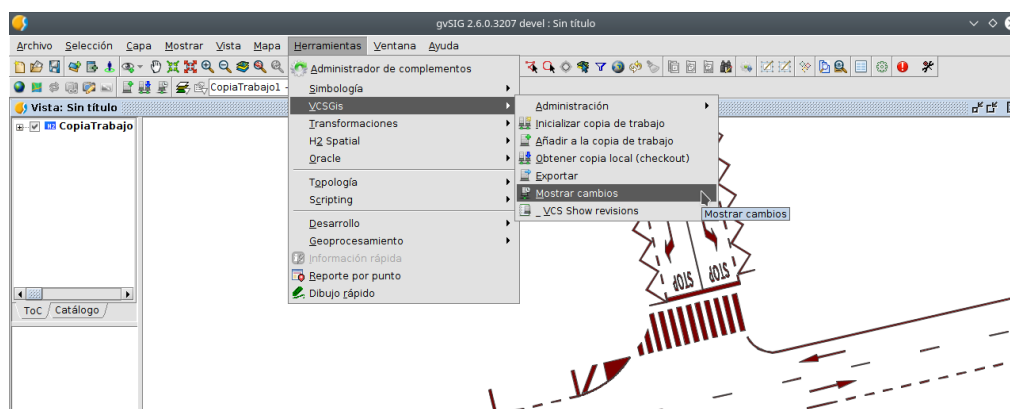 gvSIG 2.6.0.3207 devel : Sin título
Archivo Selección Capa Mostrar Vista Mapa Herramientas Ventana Ayuda
CopiaTrabajo1
Vista: Sin título
CopiaTrabajo
ToC Catálogo
Administrador de complementos
Simbología
VCSGis
Transformaciones
H2 Spatial
Oracle
Topología
Scripting
Desarrollo
Geoprocesamiento
Información rápida
Reporte por punto
Dibujo rápido
Administración
Inicializar copia de trabajo
Añadir a la copia de trabajo
Obtener copia local (checkout)
Exportar
Mostrar cambios
_VCS Show revisions
Mostrar cambios
STOP STOP